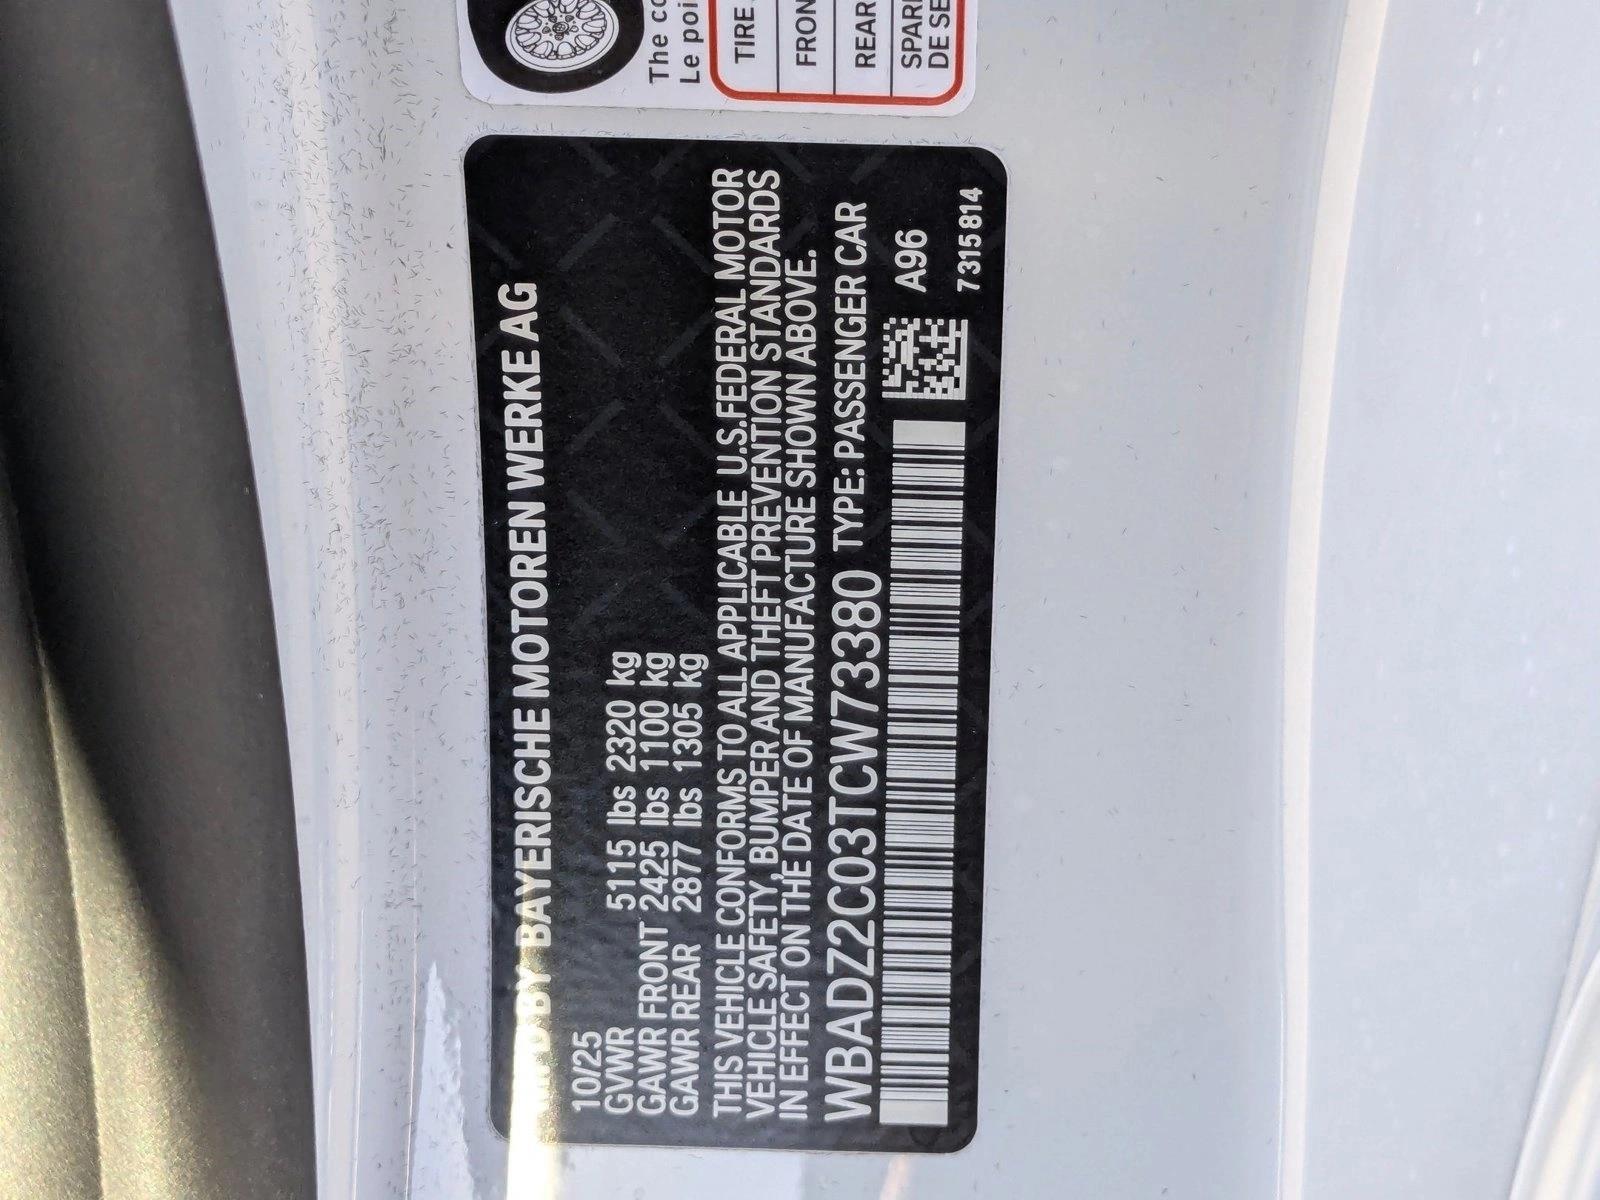 The
Le
TIRE
FRON
REAR
SPAR
DE SE
BY BAYERISCHE MOTOREN WERKE AG
10/25
GVWR 5115 lbs 2320 kg
GAWR FRONT 2425 lbs 1100 kg
GAWR REAR 2877 lbs 1305 kg
THIS VEHICLE CONFORMS TO ALL APPLICABLE U.S.FEDERAL MOTOR
VEHICLE SAFETY, BUMPER AND THEFT PREVENTION STANDARDS
IN EFFECT ON THE DATE OF MANUFACTURE SHOWN ABOVE.
WBADZ2C03TCW73380 TYPE: PASSENGER CAR
A96
7315814